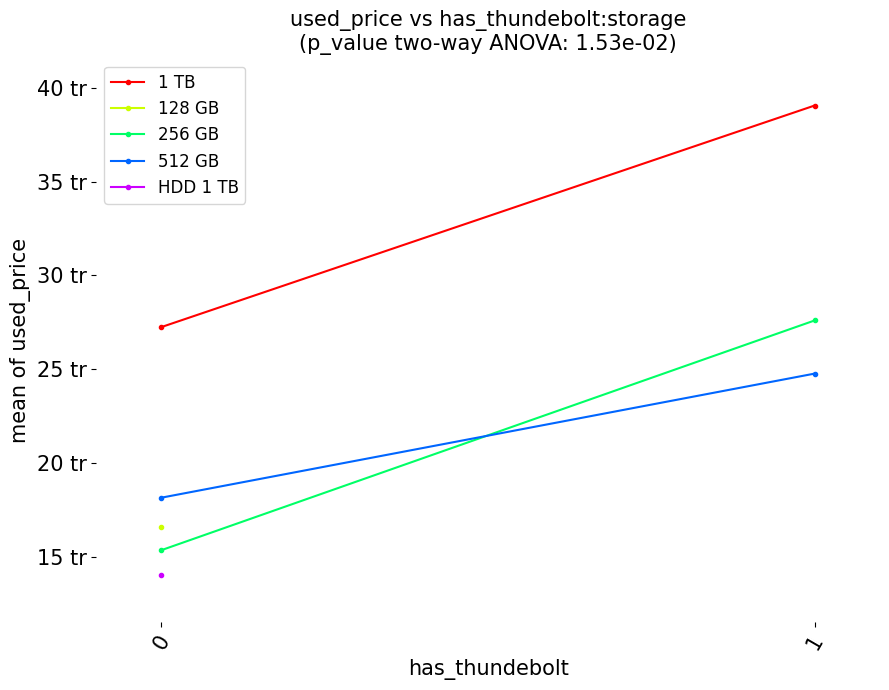 used_price vs has_thundebolt:storage
(p_value two-way ANOVA: 1.53e-02)
1 TB
128 GB
256 GB
512 GB
HDD 1 TB
40 tr
35 tr
30 tr
25 tr
20 tr
15 tr
mean of used_price
0
1
has_thundebolt